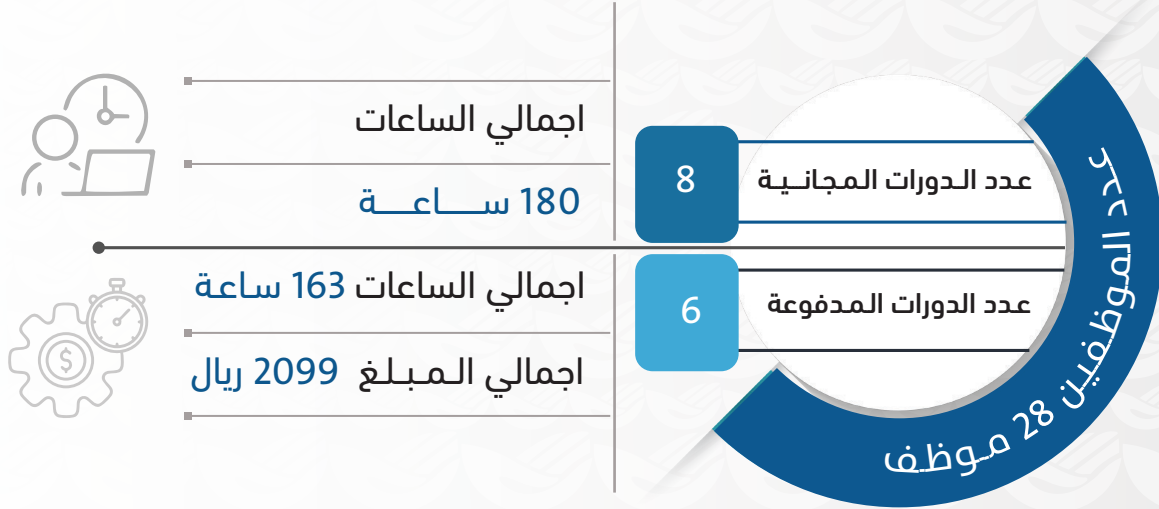 عدد الموظفين 28 موظف
عدد الدورات المجانية
8
اجمالي الساعات
180 ساعة
عدد الدورات المدفوعة
6
اجمالي الساعات 163 ساعة
اجمالي المبلغ 2099 ريال
$